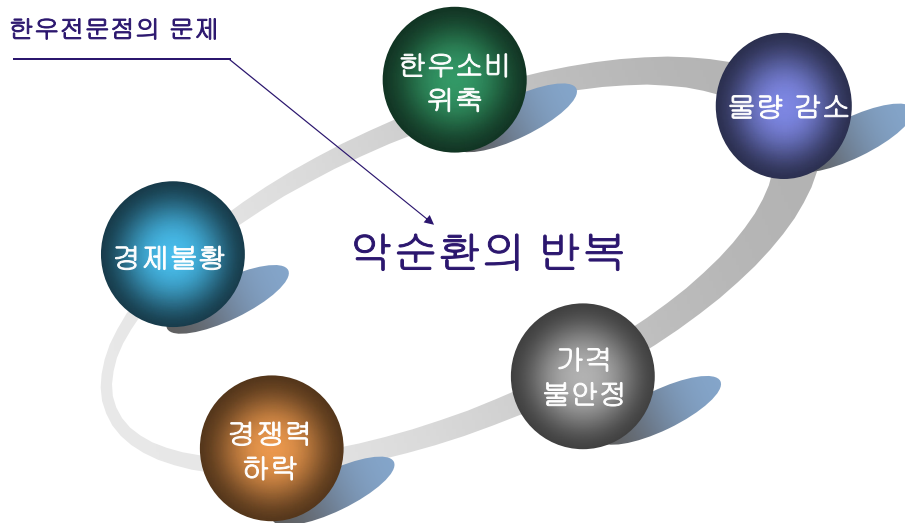 한우전문점의 문제
한우소비
위축
물량 감소
경제불황
악순환의 반복
가격
불안정
경쟁력
하락